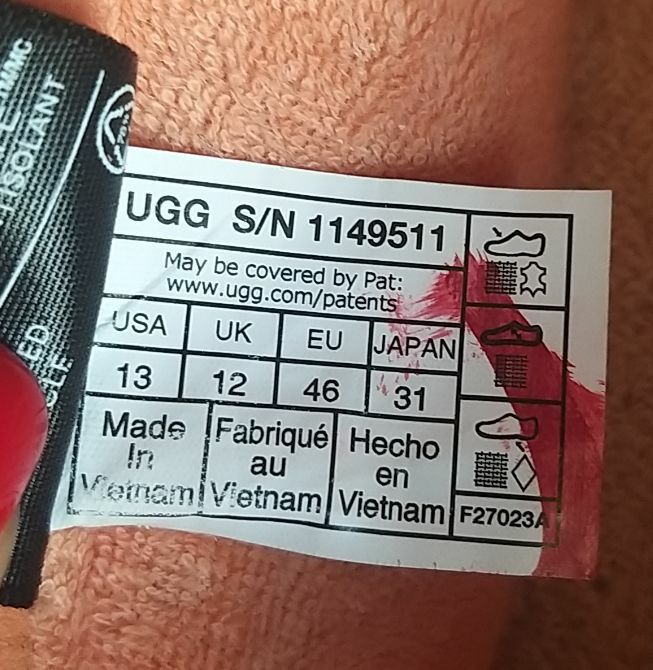 ISOLANT
UGG S/N 1149511
May be covered by Pat:
www.ugg.com/patents
USA UK EU JAPAN
13 12 46 31
Made Fabriqué Hecho
In au en
Vietnam Vietnam Vietnam
F27023A